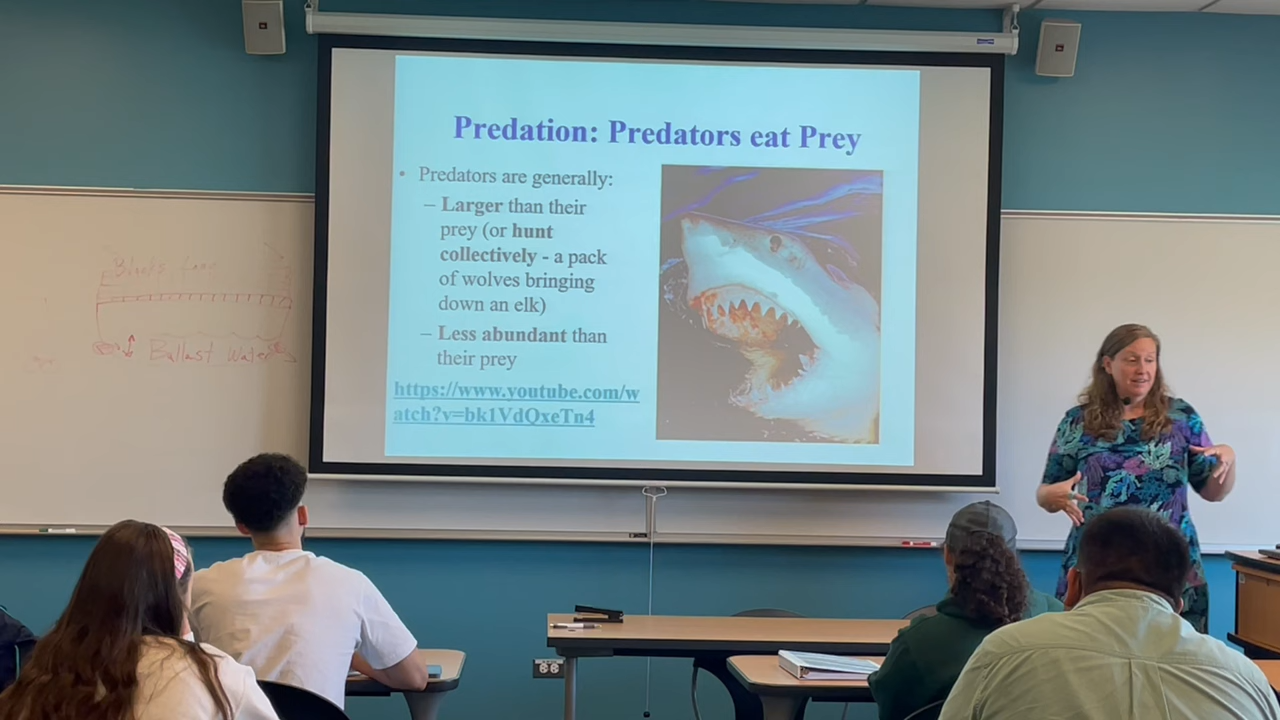 Predation: Predators eat Prey
• Predators are generally:
– Larger than their
prey (or hunt
collectively - a pack
of wolves bringing
down an elk)
– Less abundant than
their prey
https://www.youtube.com/w
atch?v=bk1VdQxeTn4
Ballast Water